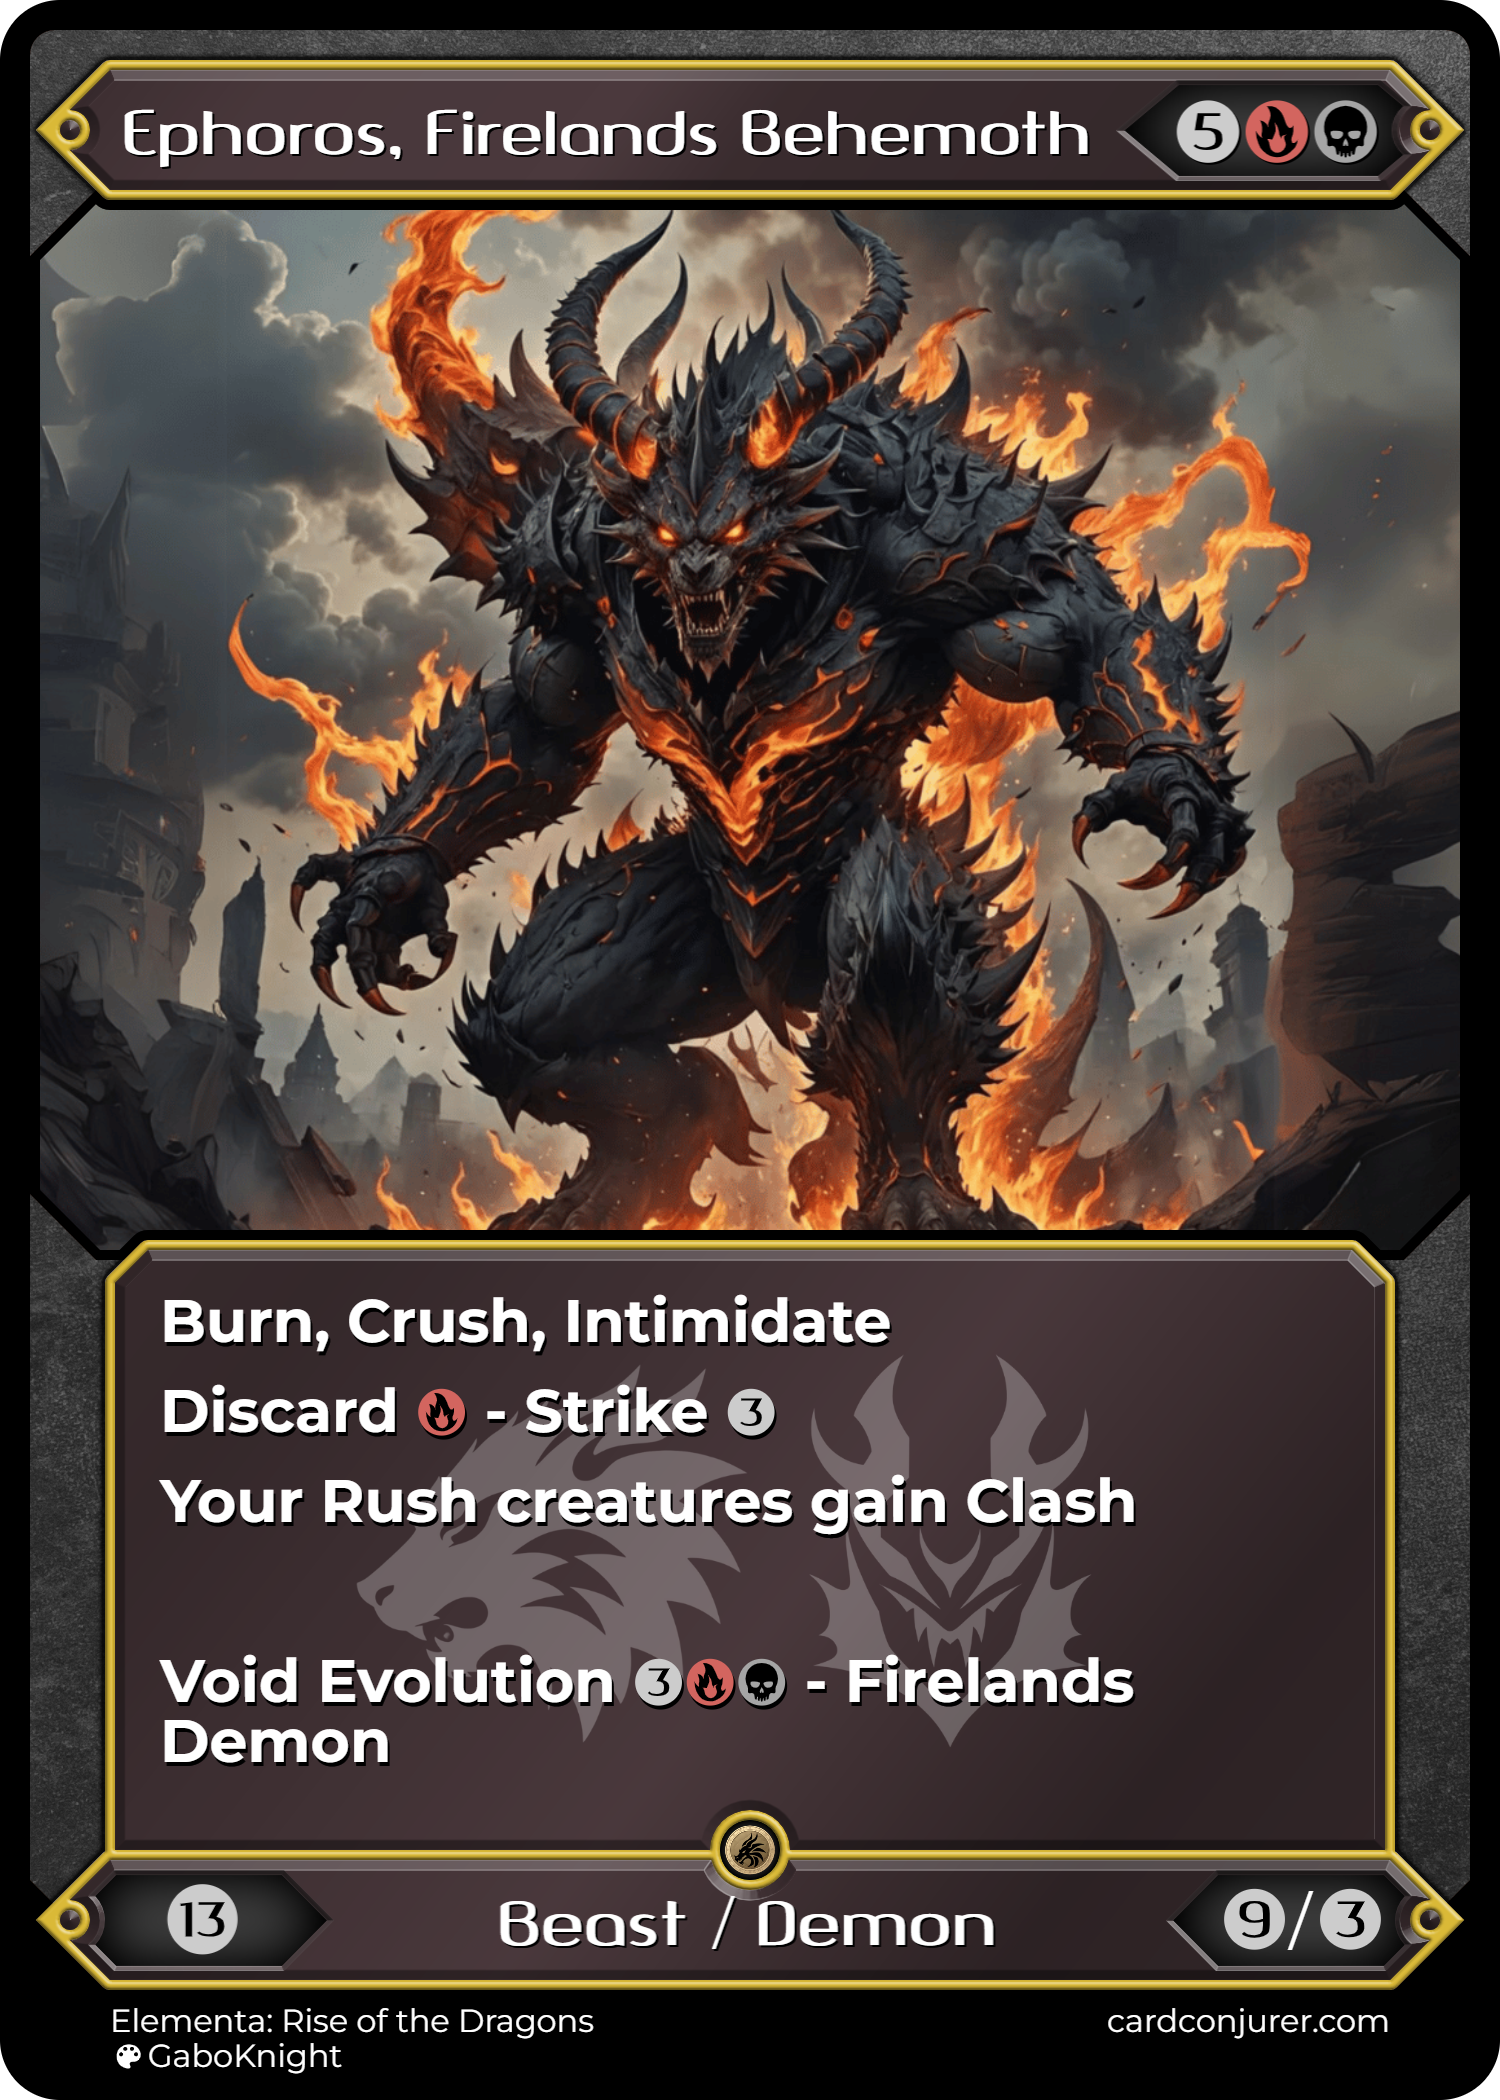 Ephoros, Firelands Behemoth 5
Burn, Crush, Intimidate
Discard - Strike 3
Your Rush creatures gain Clash
Void Evolution 3 - Firelands
Demon
13 Beast / Demon 9/3
Elementa: Rise of the Dragons cardconjurer.com
GaboKnight